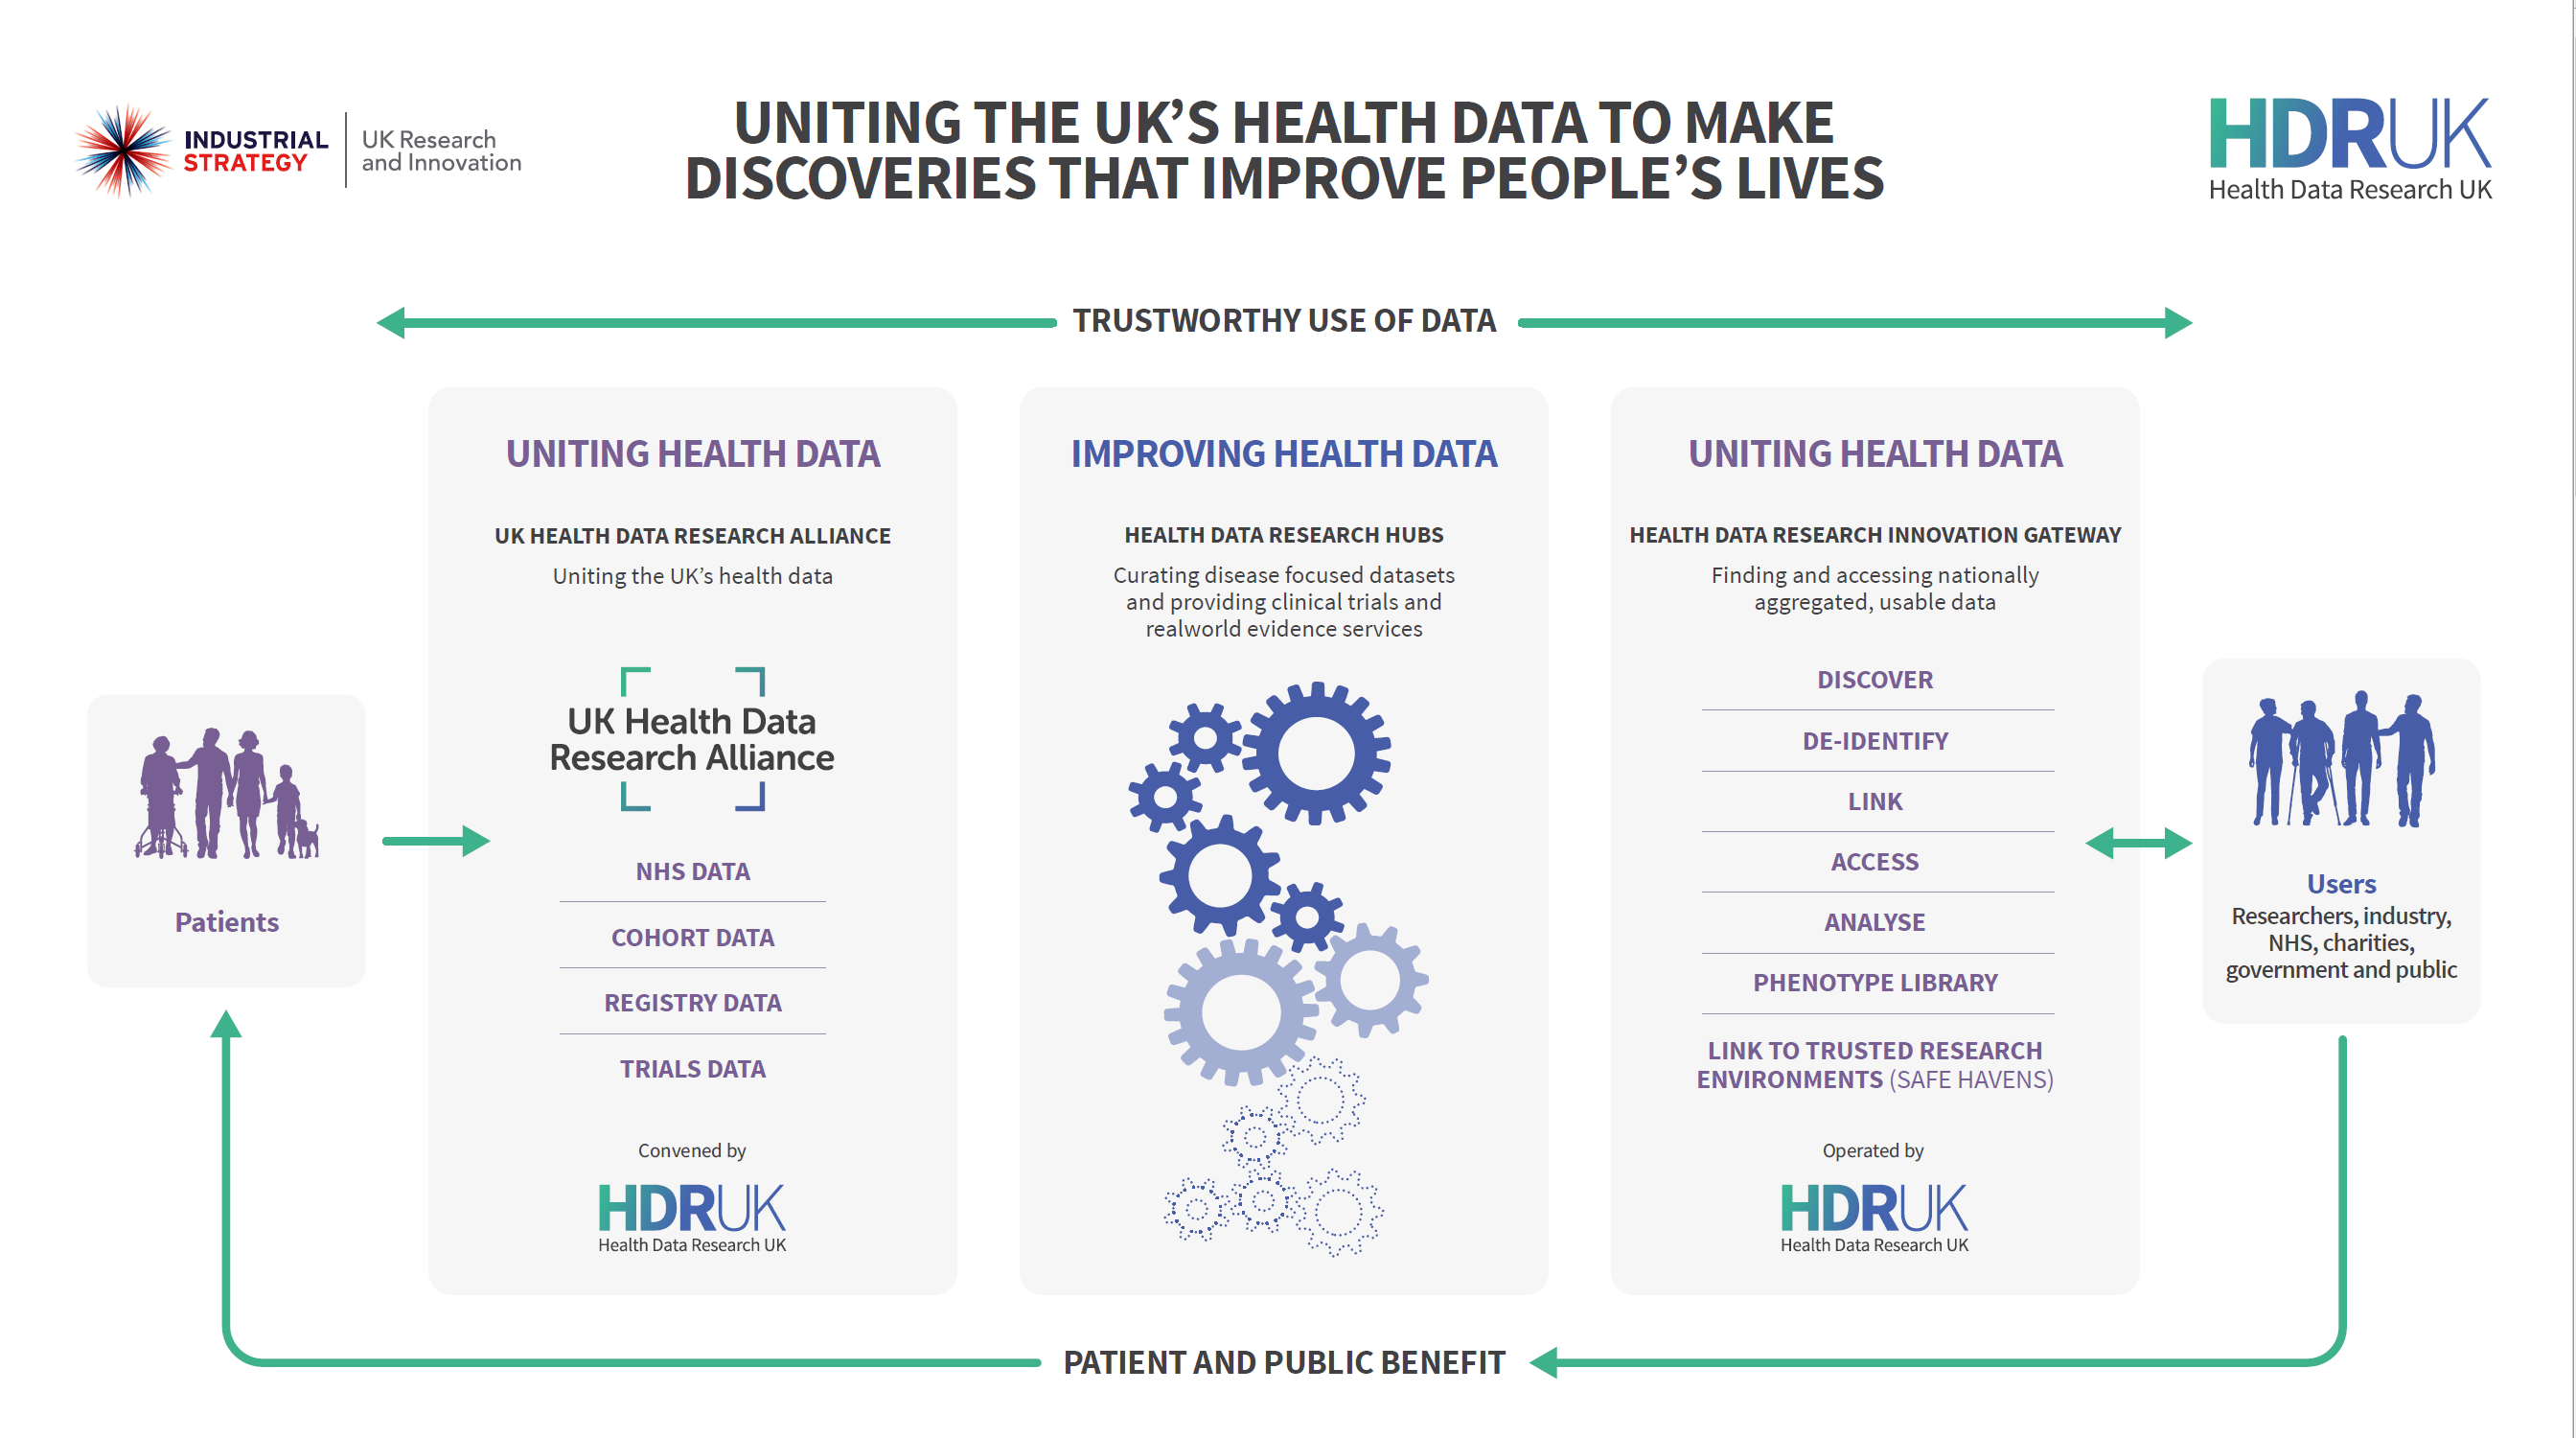 INDUSTRIAL
STRATEGY
UK Research
and Innovation
UNITING THE UK’S HEALTH DATA TO MAKE
DISCOVERIES THAT IMPROVE PEOPLE’S LIVES
HDRUK
Health Data Research UK
TRUSTWORTHY USE OF DATA
Patients
UNITING HEALTH DATA
UK HEALTH DATA RESEARCH ALLIANCE
Uniting the UK’s health data
UK Health Data
Research Alliance
NHS DATA
COHORT DATA
REGISTRY DATA
TRIALS DATA
Convened by
HDRUK
Health Data Research UK
IMPROVING HEALTH DATA
HEALTH DATA RESEARCH HUBS
Curating disease focused datasets
and providing clinical trials and
realworld evidence services
UNITING HEALTH DATA
HEALTH DATA RESEARCH INNOVATION GATEWAY
Finding and accessing nationally
aggregated, usable data
DISCOVER
DE-IDENTIFY
LINK
ACCESS
ANALYSE
PHENOTYPE LIBRARY
LINK TO TRUSTED RESEARCH
ENVIRONMENTS (SAFE HAVENS)
Operated by
HDRUK
Health Data Research UK
Users
Researchers, industry,
NHS, charities,
government and public
PATIENT AND PUBLIC BENEFIT